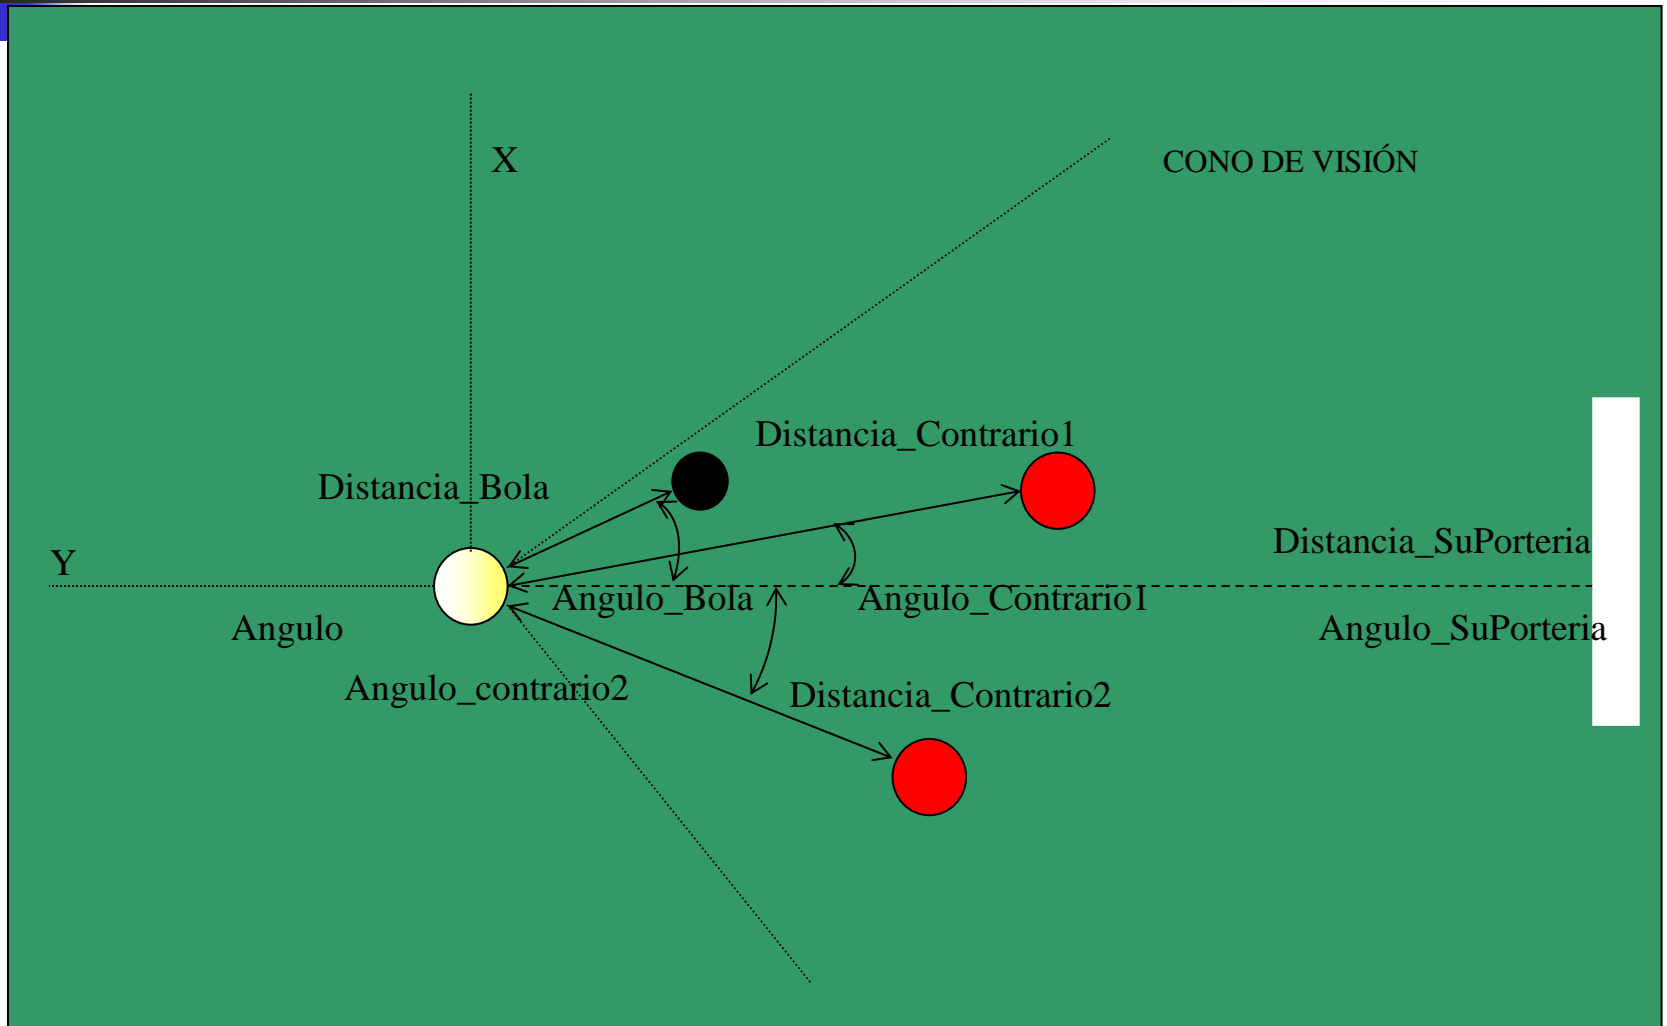 X
CONO DE VISIÓN
Distancia_Contrario1
Distancia_Bola
Distancia_SuPorteria
Y
Angulo_Bola
Angulo_Contrario1
Angulo
Angulo_SuPorteria
Angulo_contrario2
Distancia_Contrario2